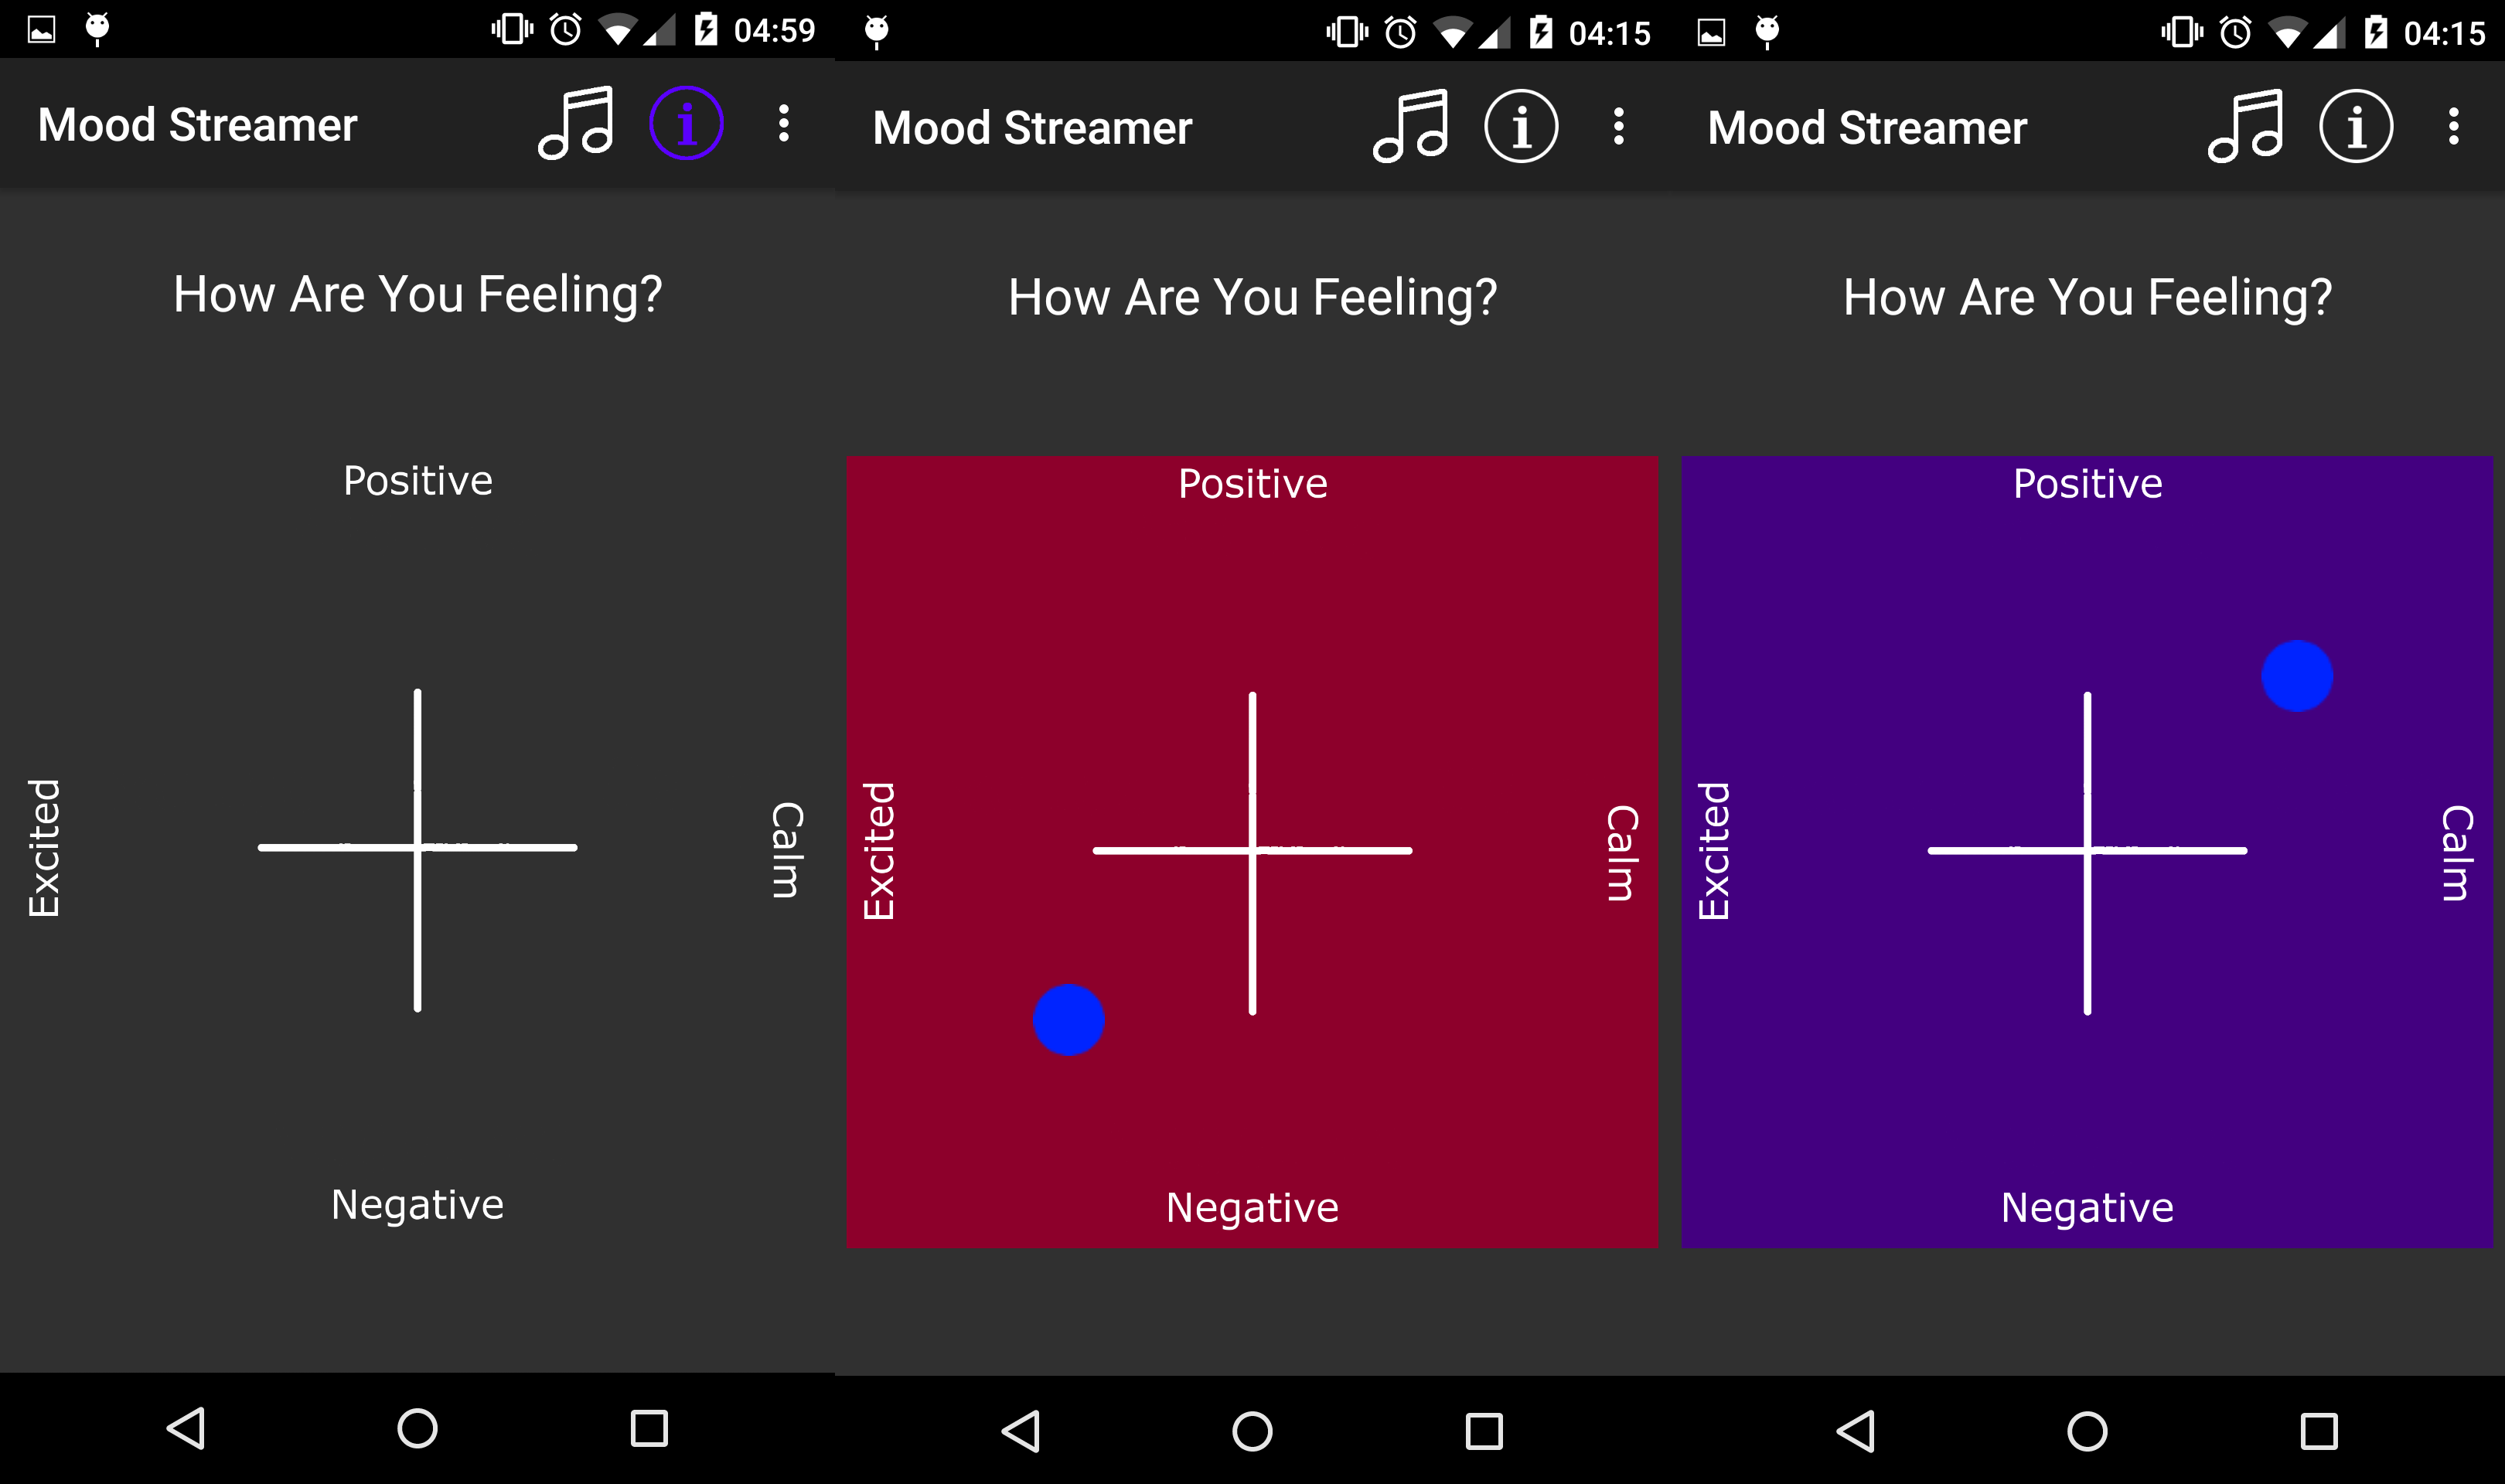 04:59
Mood Streamer
How Are You Feeling?
Positive
Excited
Calm
Negative
04:15
Mood Streamer
How Are You Feeling?
Positive
Excited
Calm
Negative
04:15
Mood Streamer
How Are You Feeling?
Positive
Excited
Calm
Negative